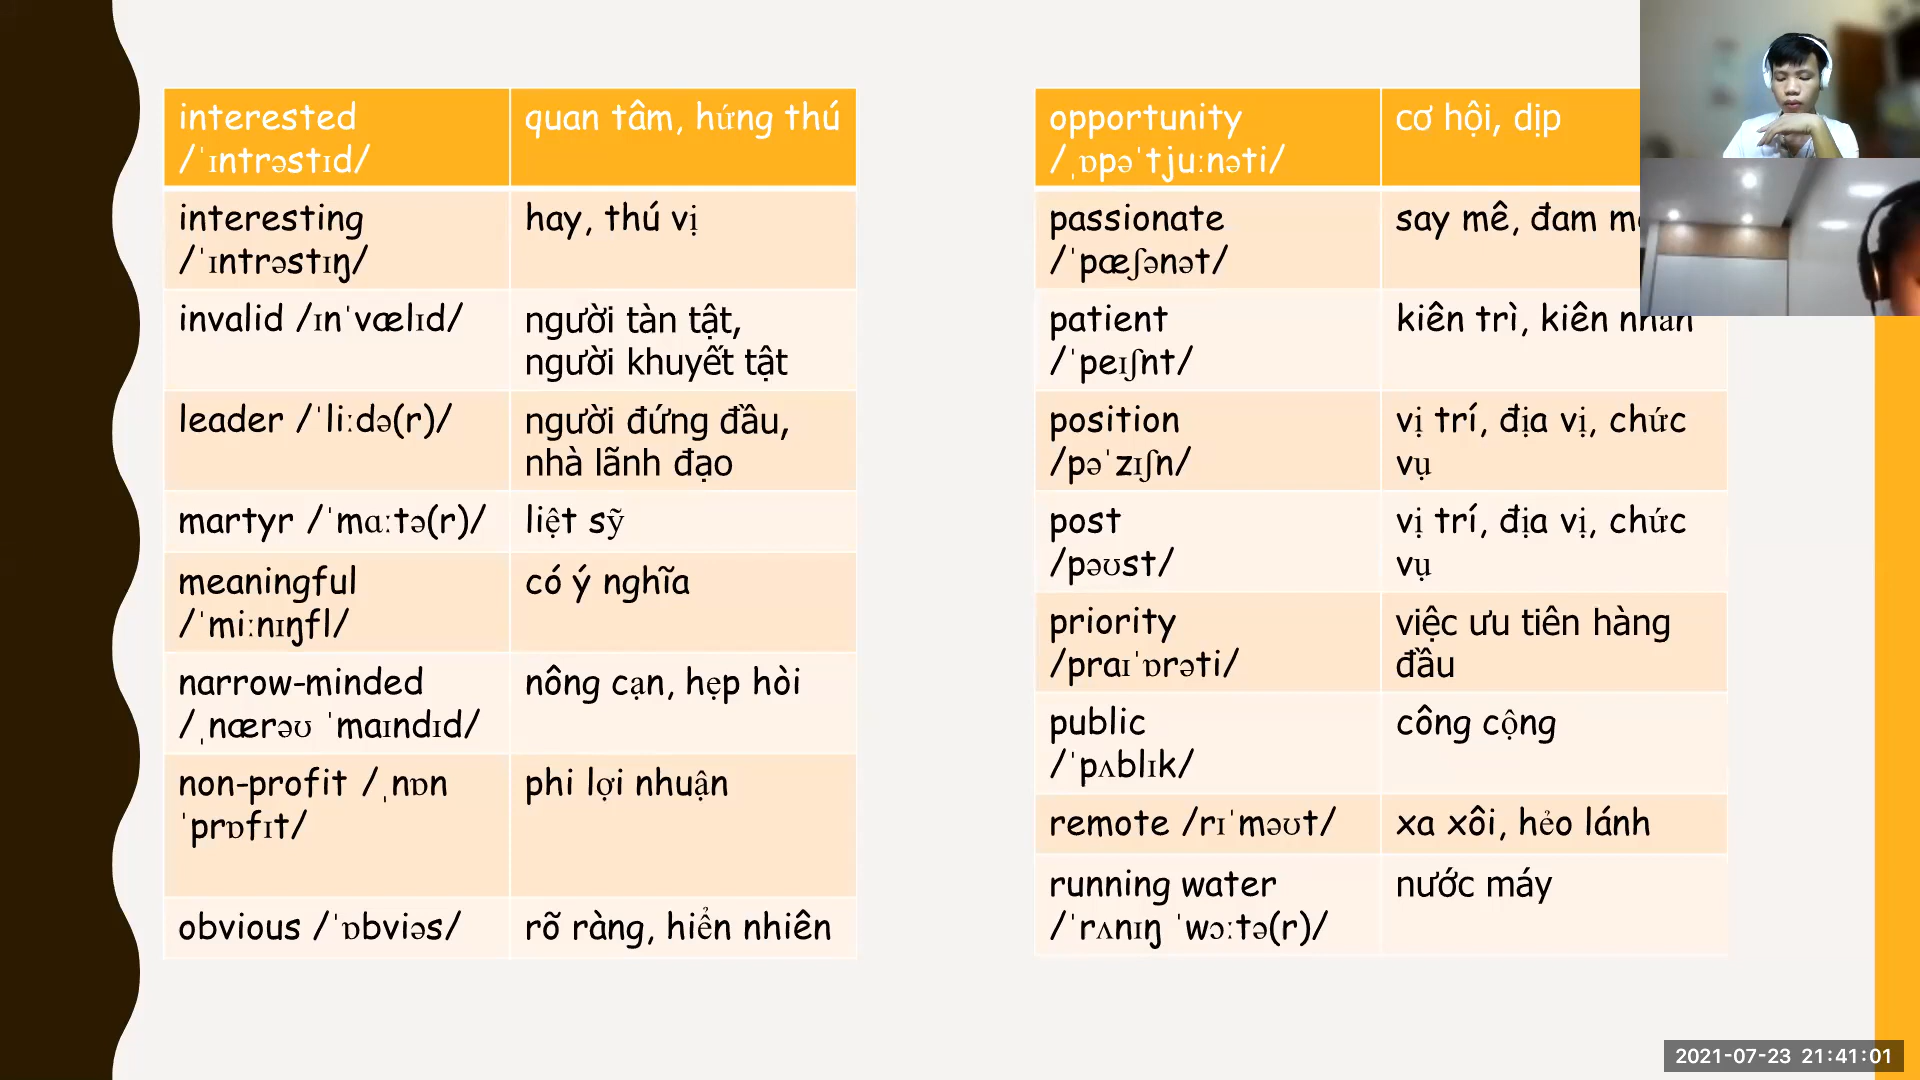 interested
/ˈɪntrəstɪd/
quan tâm, hứng thú
interesting
/ˈɪntrəstɪŋ/
hay, thú vị
invalid /ɪnˈvælɪd/
người tàn tật,
người khuyết tật
leader /ˈliːdə(r)/
người đứng đầu,
nhà lãnh đạo
martyr /ˈmɑːtə(r)/
liệt sỹ
meaningful
/ˈmiːnɪŋfl/
có ý nghĩa
narrow-minded
/ˌnærəʊ ˈmaɪndɪd/
nông cạn, hẹp hòi
non-profit /ˌnɒn
ˈprɒfɪt/
phi lợi nhuận
obvious /ˈɒbviəs/
rõ ràng, hiển nhiên
opportunity
/ˌɒpəˈtjuːnəti/
cơ hội, dịp
passionate
/ˈpæʃənət/
say mê, đam
patient
/ˈpeɪʃnt/
kiên trì, kiên nhẫn
position
/pəˈzɪʃn/
vị trí, địa vị, chức
vụ
post
/pəʊst/
vị trí, địa vị, chức
vụ
priority
/praɪˈɒrəti/
việc ưu tiên hàng
đầu
public
/ˈpʌblɪk/
công cộng
remote /rɪˈməʊt/
xa xôi, hẻo lánh
running water
/ˈrʌnɪŋ ˈwɔːtə(r)/
nước máy
2021-07-23 21:41:01